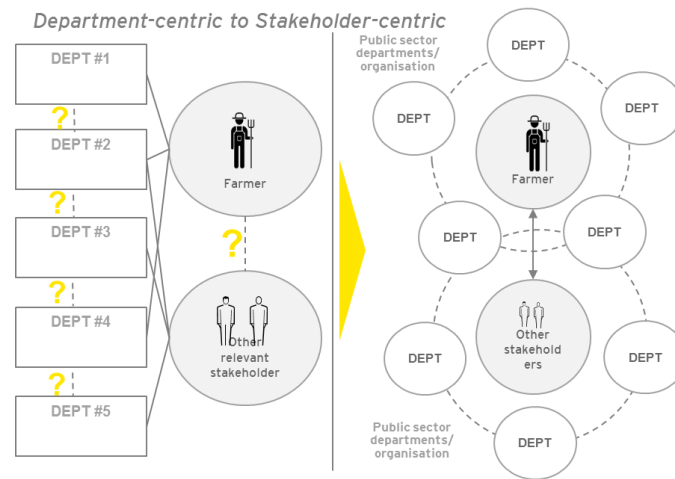 Department-centric to Stakeholder-centric
DEPT #1
?
DEPT #2
?
DEPT #3
?
DEPT #4
?
DEPT #5
Farmer
?
Other
relevant
stakeholder
Public sector
departments/
organisation
DEPT
DEPT
DEPT
Farmer
DEPT
DEPT
Other
stakehold
ers
DEPT
DEPT
Public sector
departments/
organisation
DEPT